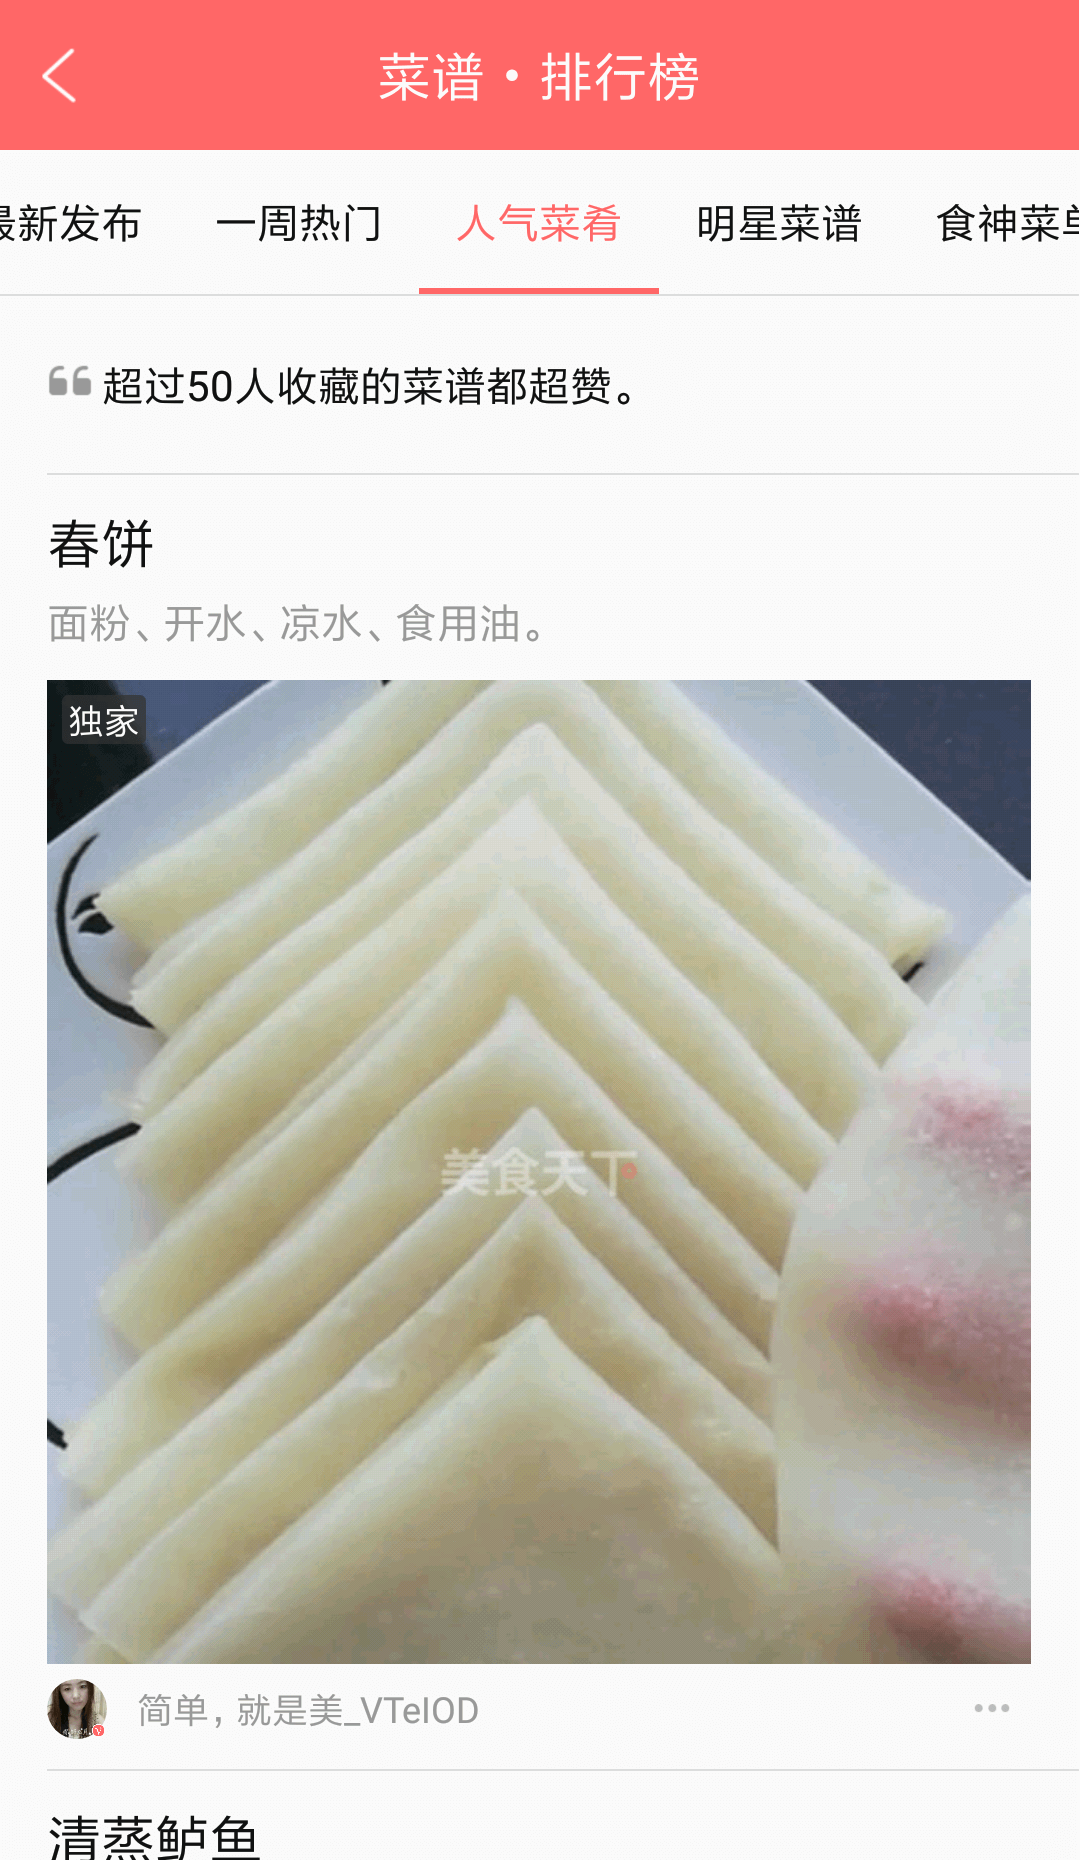 菜谱·排行榜
最新发布 一周热门 人气菜肴 明星菜谱 食神菜单
超过50人收藏的菜谱都超赞。
春饼
面粉、开水、凉水、食用油。
独家
美食天下
简单，就是美_VTeIOD
清蒸鲈鱼